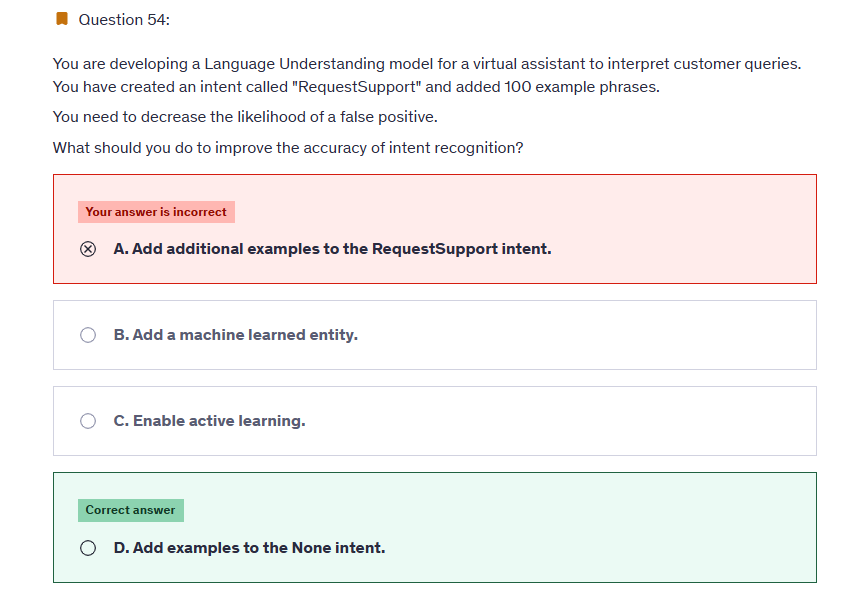 Question 54:
You are developing a Language Understanding model for a virtual assistant to interpret customer queries.
You have created an intent called "RequestSupport" and added 100 example phrases.
You need to decrease the likelihood of a false positive.
What should you do to improve the accuracy of intent recognition?
Your answer is incorrect
A. Add additional examples to the RequestSupport intent.
B. Add a machine learned entity.
C. Enable active learning.
Correct answer
D. Add examples to the None intent.